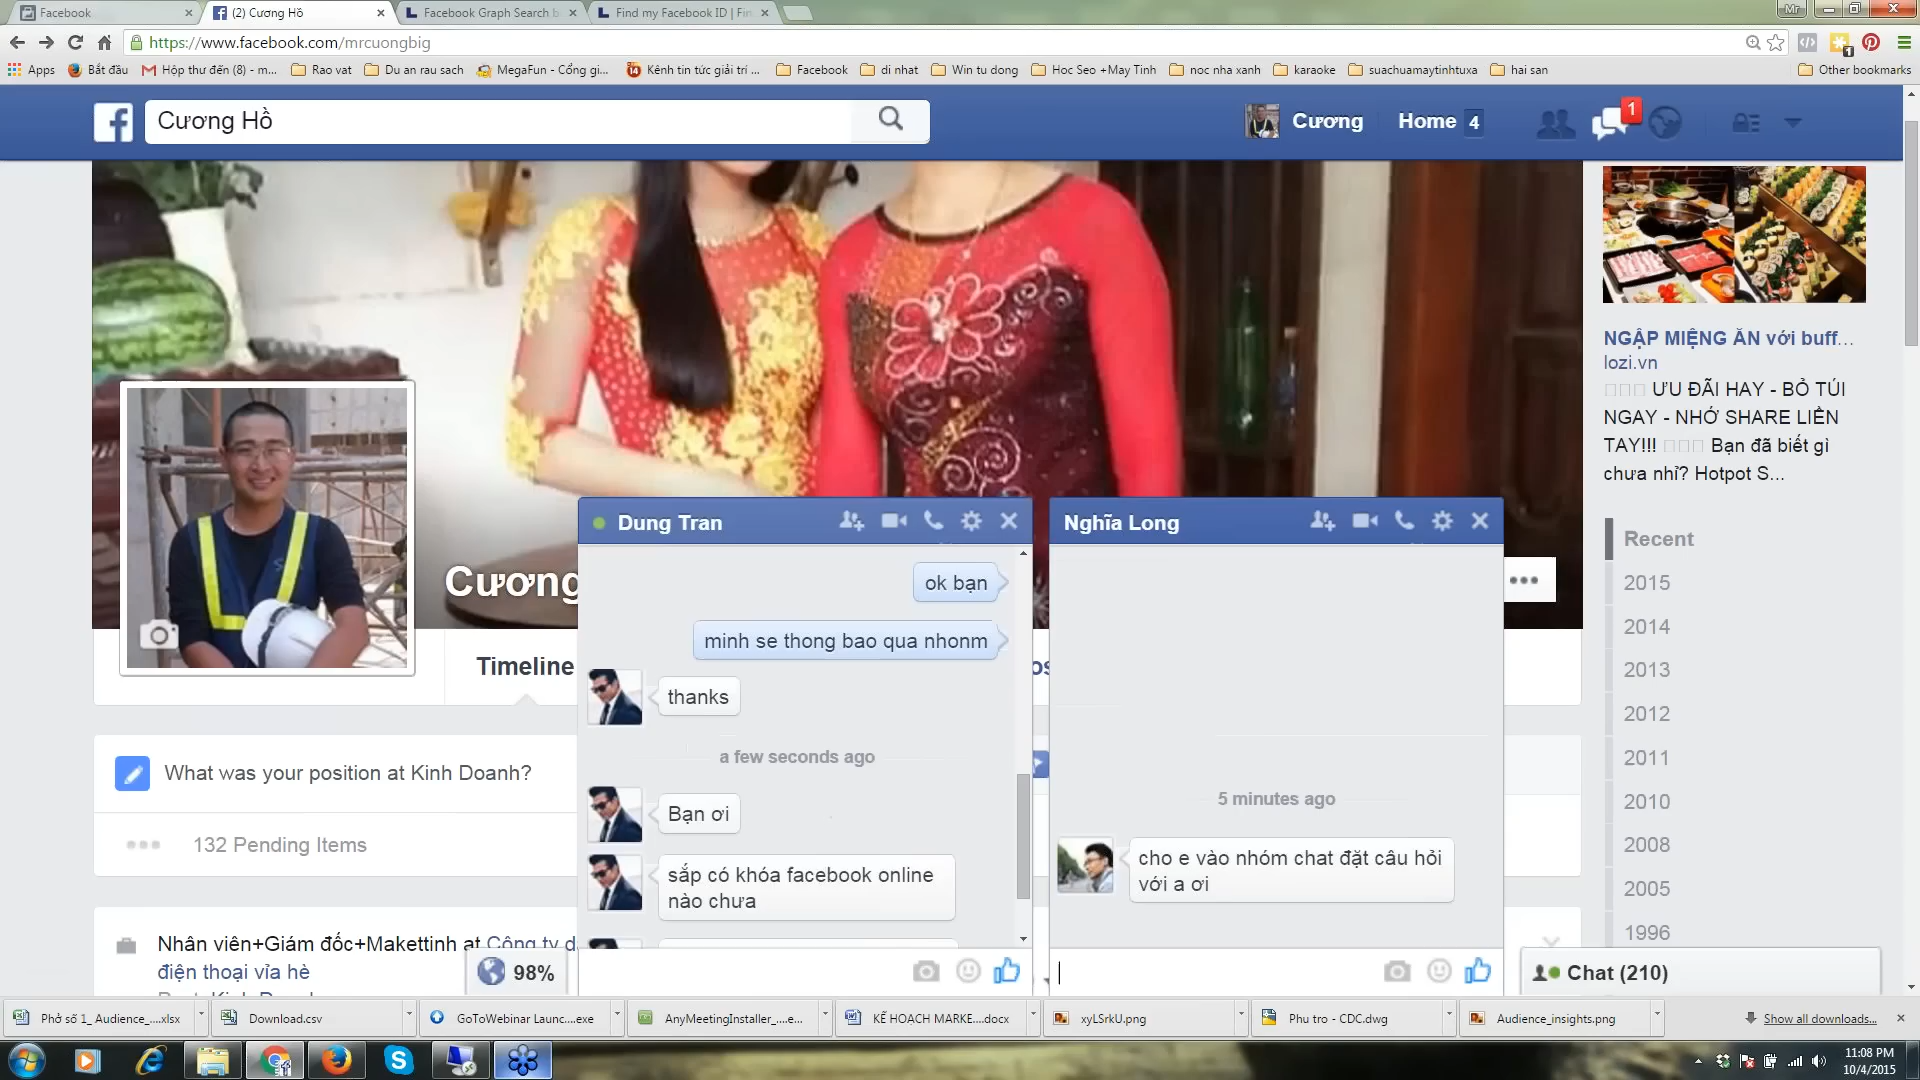 Facebook
(2) Cương Hồ
Facebook Graph Search
Find my Facebook ID |
Mr
https://www.facebook.com/mrcuongbig
1
Apps
Bắt đầu
Hộp thư đến (8) - m...
Rao vat
Du an rau sach
MegaFun - Cổng gi...
Kênh tin tức giải trí ...
Facebook
di nhat
Win tu dong
Hoc Seo +May Tinh
noc nha xanh
karaoke
suachuamaytinhtuxa
hai san
Other bookmarks
Cương Hồ
Cương
Home 4
1
Cương
Timeline
What was your position at Kinh Doanh?
132 Pending Items
Nhân viên+Giám đốc+Makettinh at Công ty d
điện thoại vỉa hè
98%
Dung Tran
ok bạn
minh se thong bao qua nhonm
thanks
a few seconds ago
Bạn ơi
sắp có khóa facebook online
nào chưa
Nghĩa Long
5 minutes ago
cho e vào nhóm chat đặt câu hỏi
với a ơi
NGẬP MIỆNG ĂN với buff...
lozi.vn
ƯU ĐÃI HAY - BỎ TÚI
NGAY - NHỚ SHARE LIỀN
TAY!!! Bạn đã biết gì
chưa nhỉ? Hotpot S...
Recent
2015
2014
2013
2012
2011
2010
2008
2005
1996
Chat (210)
Phở số 1_ Audience_....xlsx
Download.csv
GoToWebinar Launc....exe
AnyMeetingInstaller_....e...
KẾ HOẠCH MARKE....docx
xyLSrkU.png
Phu tro - CDC.dwg
Audience_insights.png
Show all downloads...
11:08 PM
10/4/2015